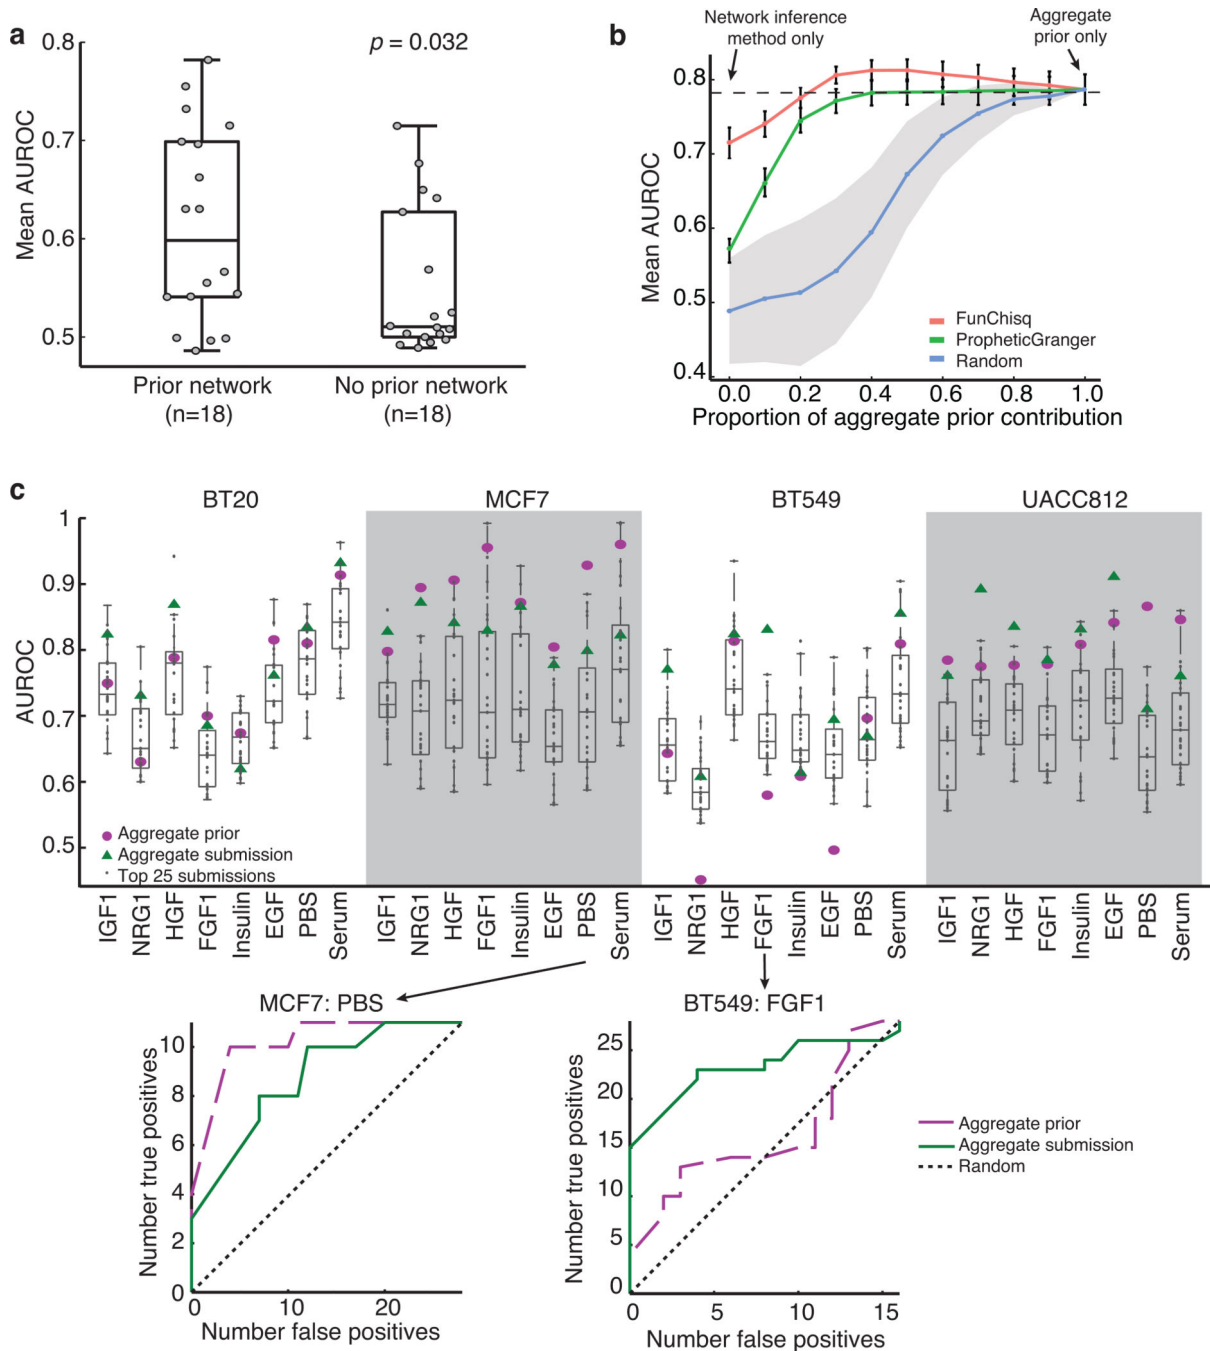 a
p = 0.032
0.8
0.7
0.6
0.5
Mean AUROC
Prior network
(n=18)
No prior network
(n=18)
b
Network inference
method only
Aggregate
prior only
0.8
0.7
0.6
0.5
0.4
Mean AUROC
FunChisq
PropheticGranger
Random
0.0 0.2 0.4 0.6 0.8 1.0
Proportion of aggregate prior contribution
c
BT20 MCF7 BT549 UACC812
1
0.9
0.8
0.7
0.6
0.5
AUROC
Aggregate prior
Aggregate submission
Top 25 submissions
IGF1 NRG1 HGF FGF1 Insulin EGF PBS Serum IGF1 NRG1 HGF FGF1 Insulin EGF PBS Serum IGF1 NRG1 HGF FGF1 Insulin EGF PBS Serum IGF1 NRG1 HGF FGF1 Insulin EGF PBS Serum
MCF7: PBS
10
8
6
4
2
0
Number true positives
0 10 20
Number false positives
BT549: FGF1
25
20
15
10
5
0
Number true positives
0 5 10 15
Number false positives
Aggregate prior
Aggregate submission
Random